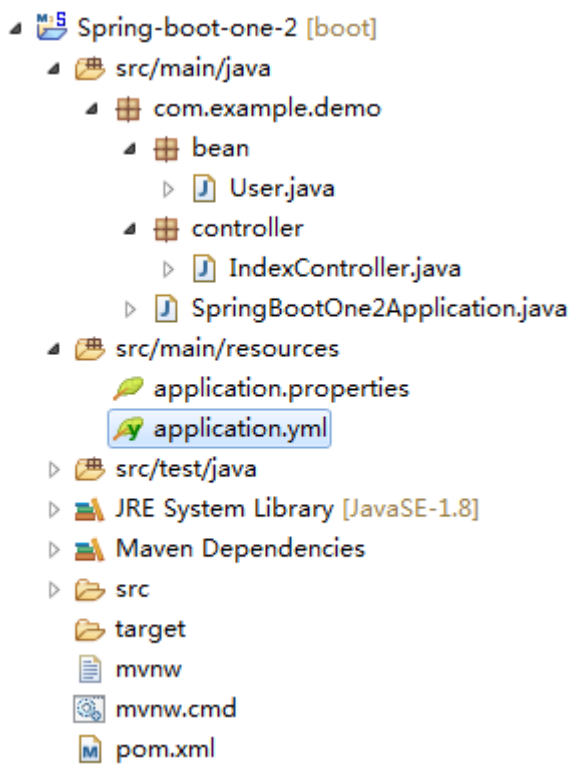 Spring-boot-one-2 [boot]
src/main/java
com.example.demo
bean
User.java
controller
IndexController.java
SpringBootOne2Application.java
src/main/resources
application.properties
application.yml
src/test/java
JRE System Library [JavaSE-1.8]
Maven Dependencies
src
target
mvnw
mvnw.cmd
pom.xml